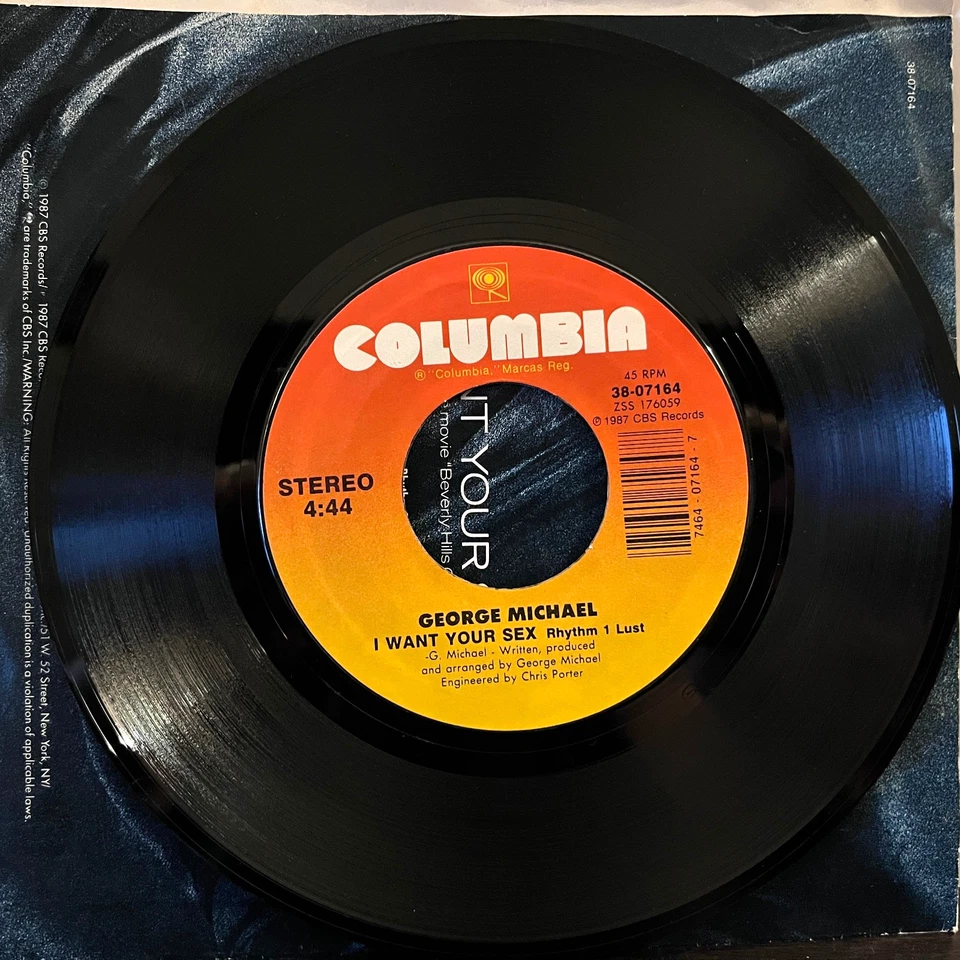 COLUMBIA
® "Columbia," Marcas Reg.
45 RPM
38-07164
ZSS 176059
℗ 1987 CBS Records
7464 - 07164 - 7
STEREO
4:44
GEORGE MICHAEL
I WANT YOUR SEX Rhythm 1 Lust
-G. Michael - Written, produced
and arranged by George Michael
Engineered by Chris Porter
YOUR
movie "Beverly Hills
38-07164
© 1987 CBS Records/ 1987 CBS
51 W. 52 Street, New York, NY/
"Columbia," are trademarks of CBS Inc./WARNING: All Unauthorized duplication is a violation of applicable laws.